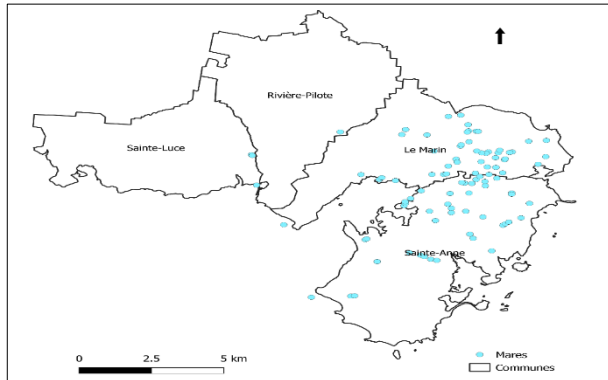 Rivière-Pilote
Sainte-Luce
Le Marin
Sainte-Anne
0 2.5 5 km
Mares
Communes